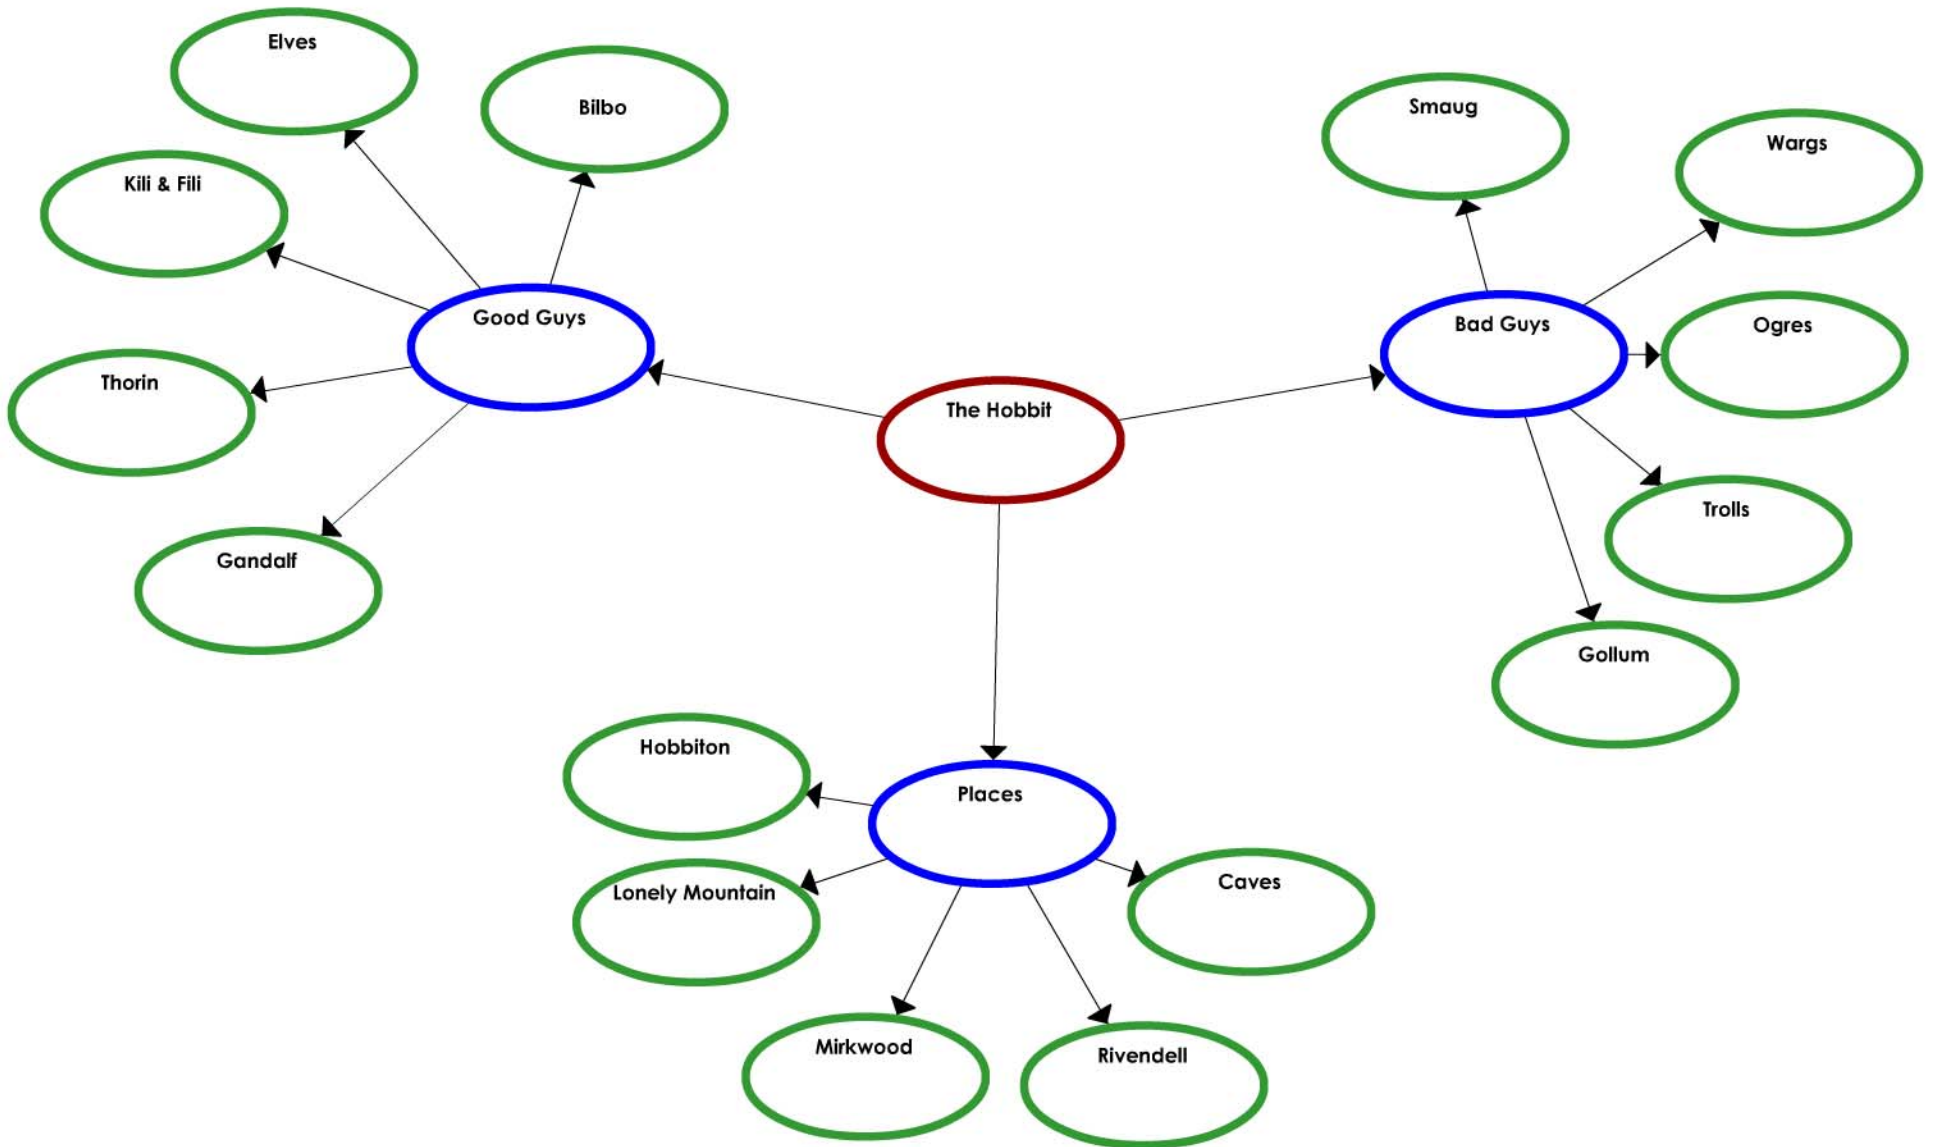 Elves
Bilbo
Kili & Fili
Good Guys
Thorin
Gandalf
The Hobbit
Smaug
Wargs
Bad Guys
Ogres
Trolls
Gollum
Hobbiton
Places
Lonely Mountain
Caves
Mirkwood
Rivendell